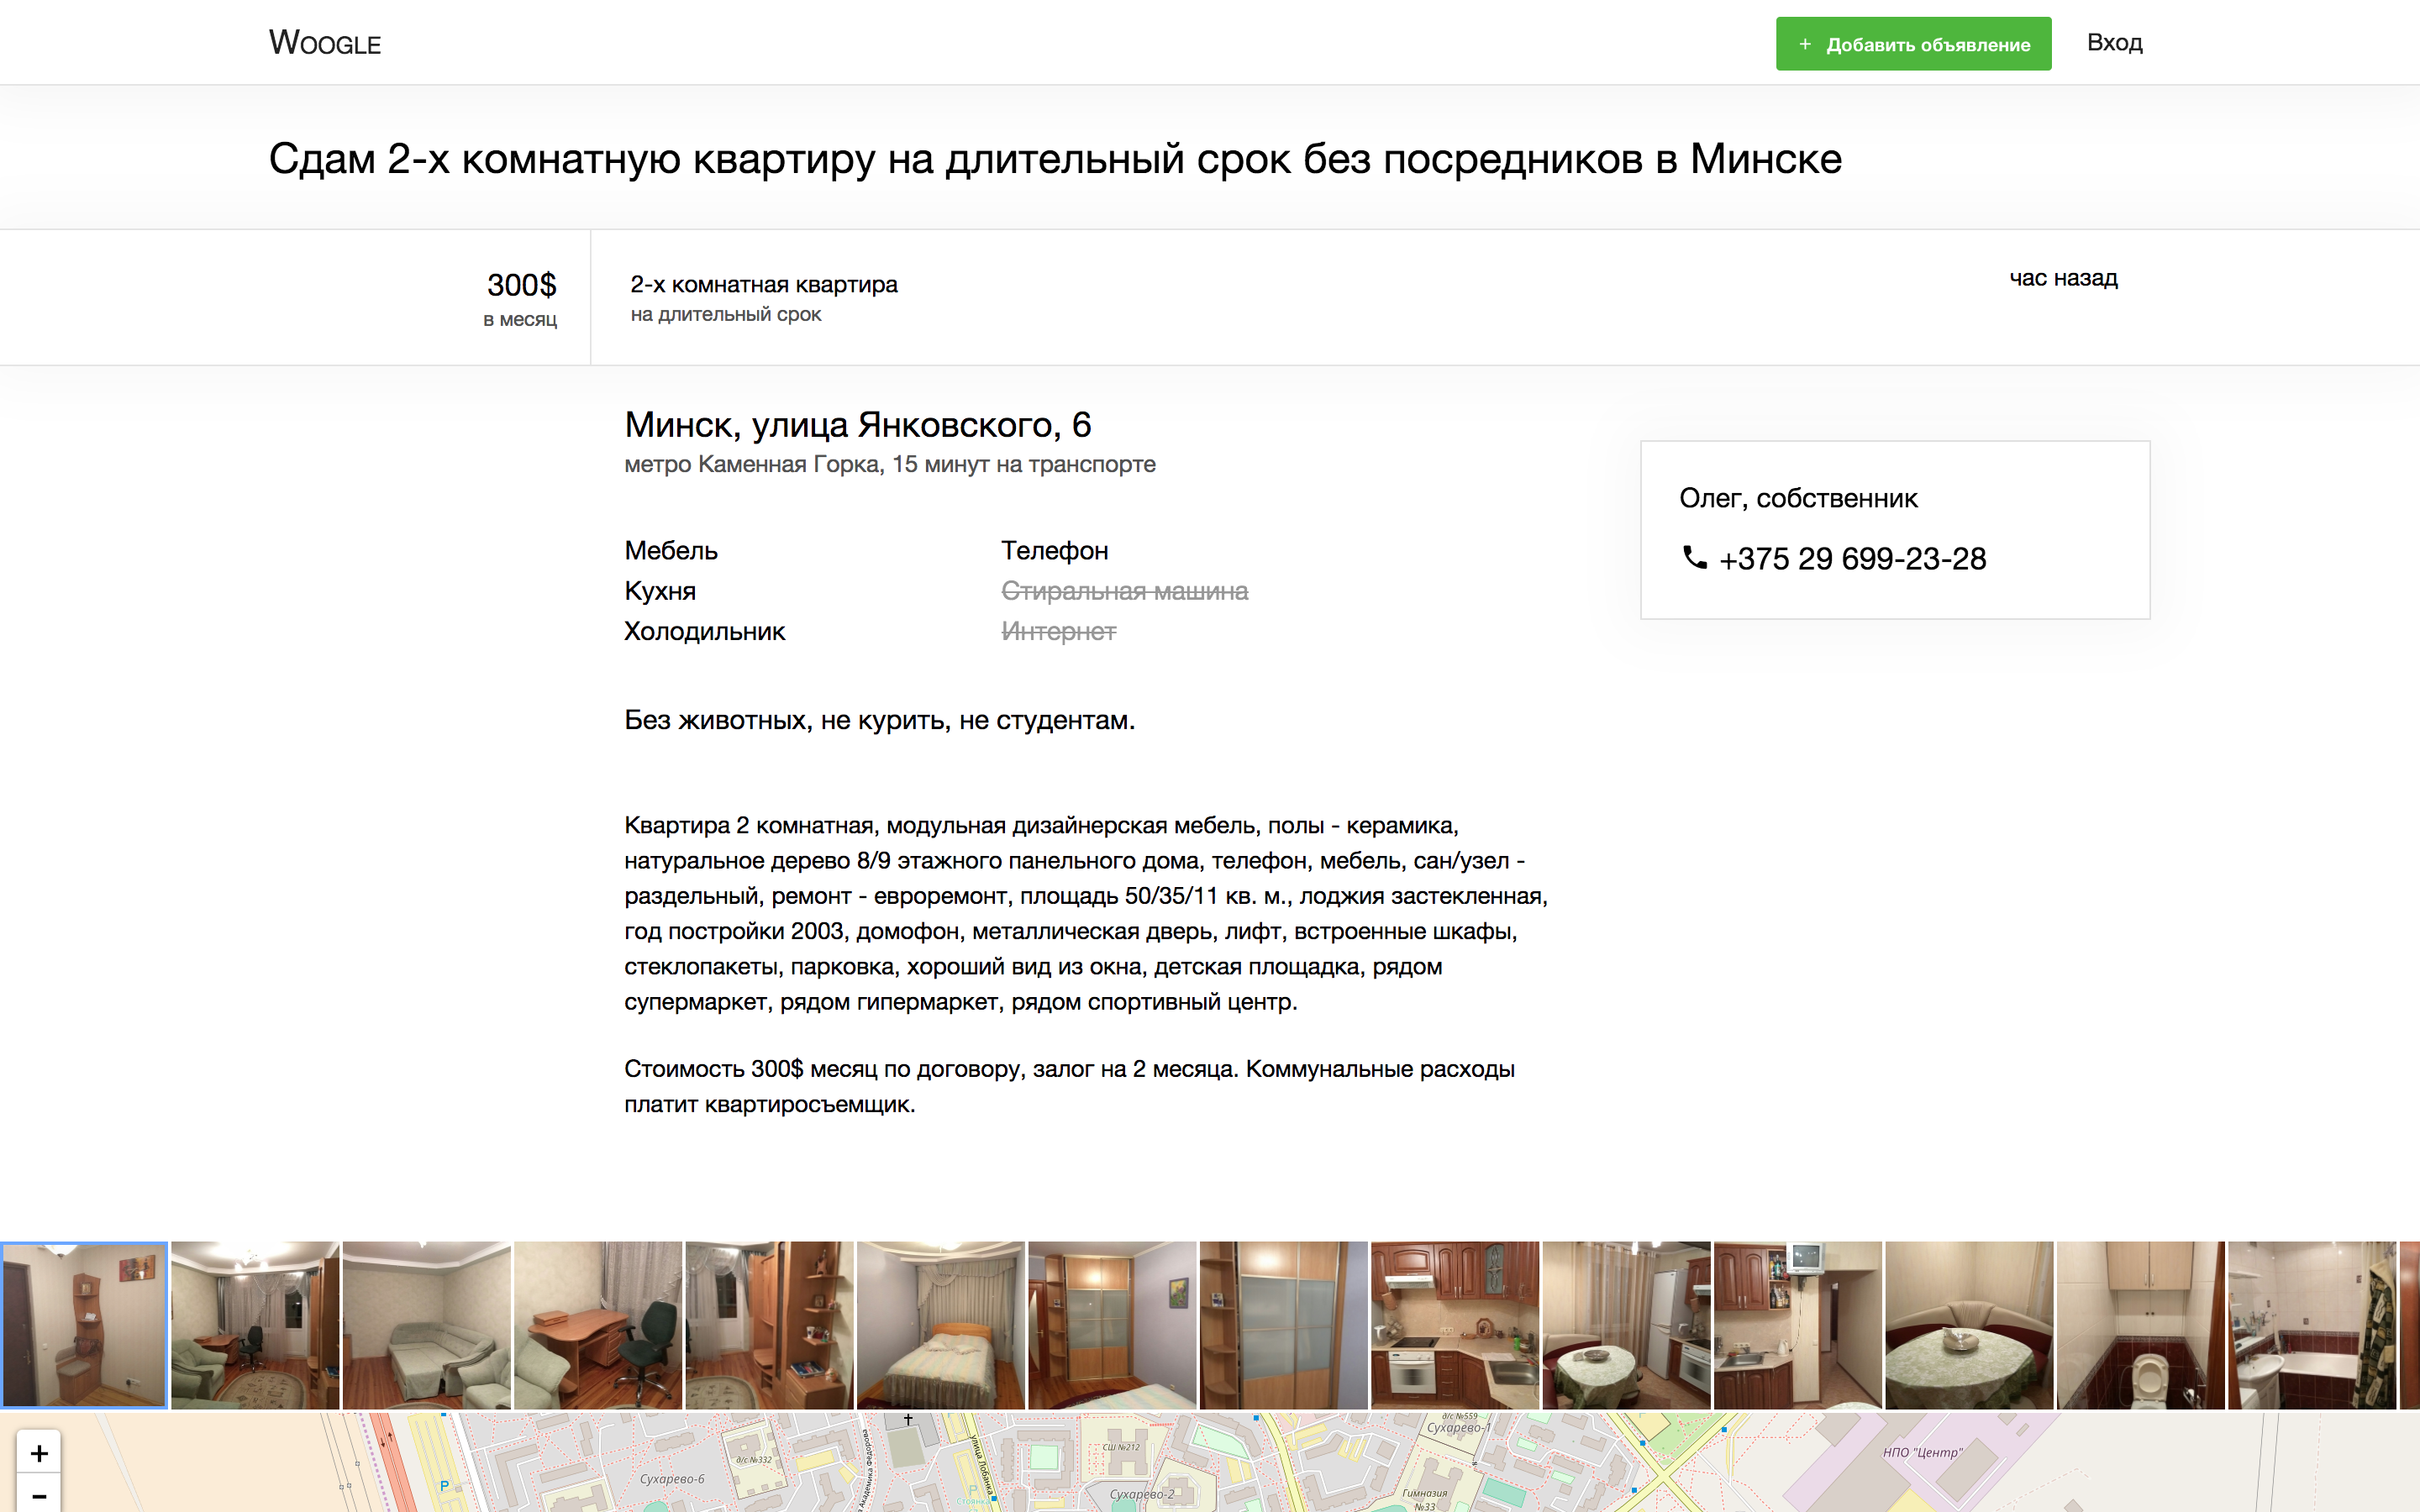 Woogle
+ Добавить объявление
Вход
Сдам 2-х комнатную квартиру на длительный срок без посредников в Минске
300$
в месяц
2-х комнатная квартира
на длительный срок
час назад
Минск, улица Янковского, 6
метро Каменная Горка, 15 минут на транспорте
Олег, собственник
+375 29 699-23-28
Мебель
Телефон
Кухня
Стиральная машина
Холодильник
Интернет
Без животных, не курить, не студентам.
Квартира 2 комнатная, модульная дизайнерская мебель, полы - керамика,
натуральное дерево 8/9 этажного панельного дома, телефон, мебель, сан/узел -
раздельный, ремонт - евроремонт, площадь 50/35/11 кв. м., лоджия застекленная,
год постройки 2003, домофон, металлическая дверь, лифт, встроенные шкафы,
стеклопакеты, парковка, хороший вид из окна, детская площадка, рядом
супермаркет, рядом гипермаркет, рядом спортивный центр.
Стоимость 300$ месяц по договору, залог на 2 месяца. Коммунальные расходы
платит квартиросъемщик.
+
−
P
Сухарево-6
д/с №332
а Академика Фёдорова
улица Лобанка
P
Стоянка
СШ №212
Сухарево-2
д/с №559
Сухарево-1
Гимназия
№33
НПО "Центр"